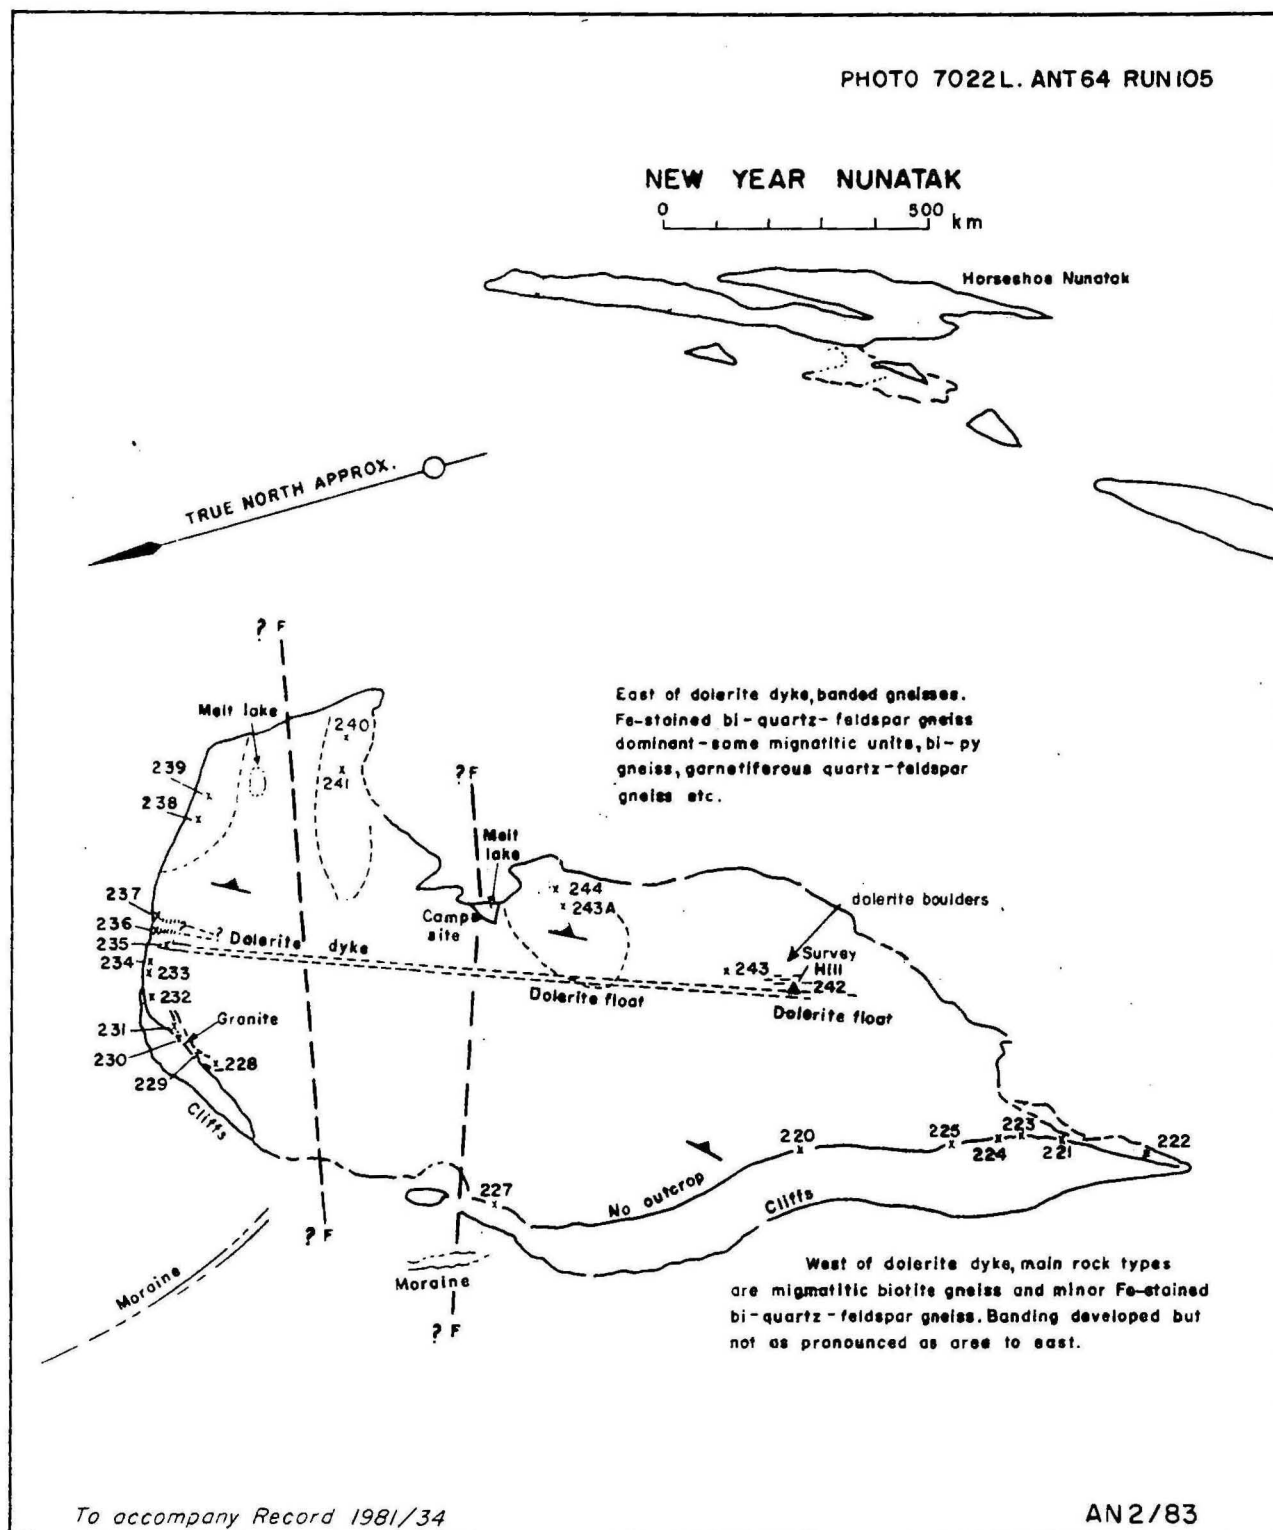 PHOTO 7022L. ANT64 RUN105
NEW YEAR NUNATAK
0 500 km
Horseshoe Nunatak
TRUE NORTH APPROX.
? F
Melt lake
240
241
239
238
East of dolerite dyke, banded gneisses.
Fe-stained bi-quartz-feldspar gneiss
dominant-some mignatitic units, bi-py
gneiss, garnetiferous quartz-feldspar
gneiss etc.
? F
Melt
lake
244
243A
Camp
site
dolerite boulders
237
236
235
234
233
232
231
230
229
228
?
?
Dolerite dyke
Dolerite float
243
Survey
Hill
242
Dolerite float
Granite
Cliffs
220
225
223
224
221
222
227
No outcrop
Cliffs
? F
Moraine
Moraine
? F
West of dolerite dyke, main rock types
are migmatitic biotite gneiss and minor Fe-stained
bi-quartz-feldspar gneiss. Banding developed but
not as pronounced as area to east.
To accompany Record 1981/34
AN2/83